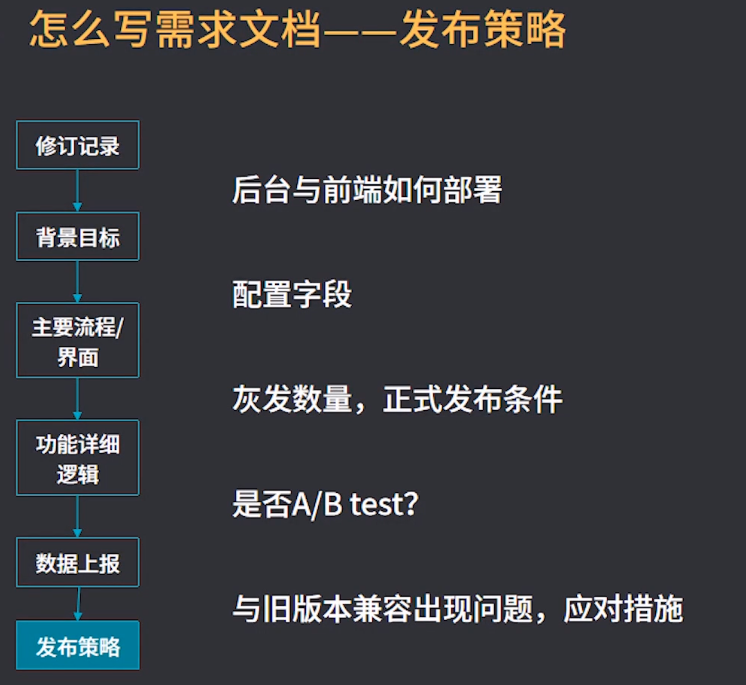 怎么写需求文档——发布策略
修订记录
背景目标
主要流程/
界面
功能详细
逻辑
数据上报
发布策略
后台与前端如何部署
配置字段
灰发数量，正式发布条件
是否A/B test？
与旧版本兼容出现问题，应对措施